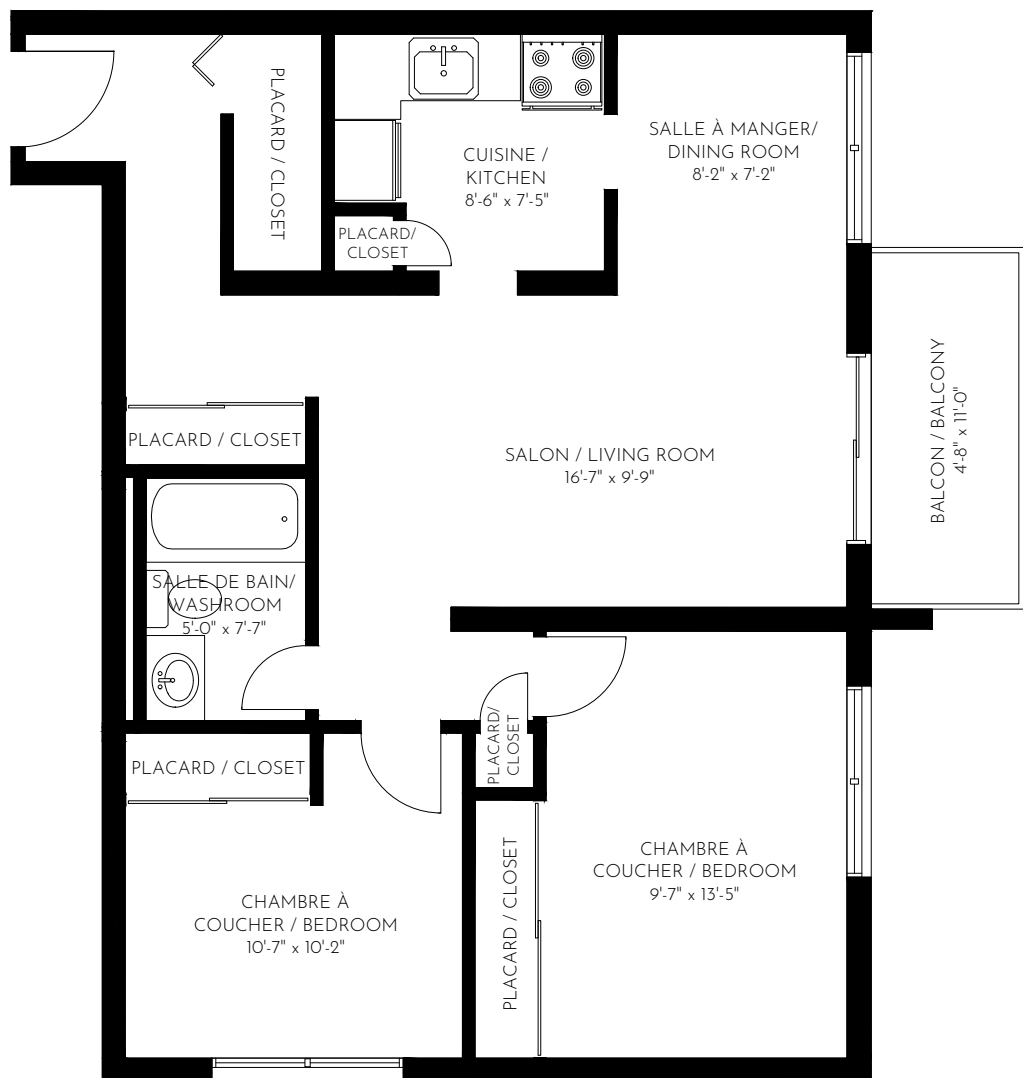 PLACARD / CLOSET
CUISINE /
KITCHEN
8'-6" x 7'-5"
SALLE À MANGER/
DINING ROOM
8'-2" x 7'-2"
PLACARD/
CLOSET
BALCON / BALCONY
4'-8" x 11'-0"
PLACARD / CLOSET
SALON / LIVING ROOM
16'-7" x 9'-9"
SALLE DE BAIN/
WASHROOM
5'-0" x 7'-7"
PLACARD/
CLOSET
PLACARD / CLOSET
PLACARD / CLOSET
CHAMBRE À
COUCHER / BEDROOM
9'-7" x 13'-5"
CHAMBRE À
COUCHER / BEDROOM
10'-7" x 10'-2"